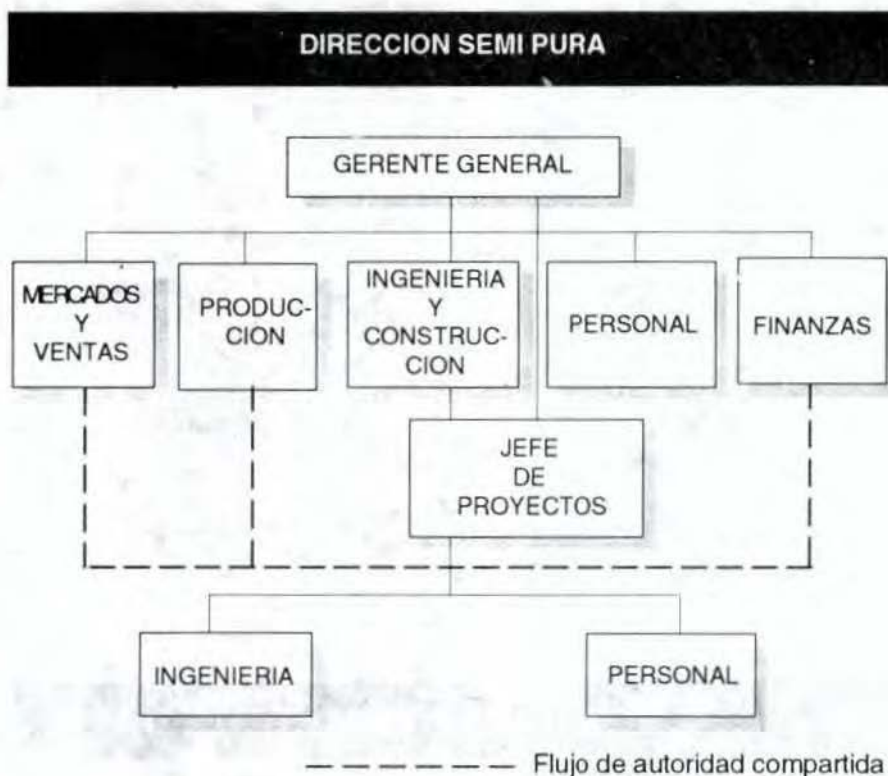 DIRECCION SEMI PURA
GERENTE GENERAL
MERCADOS
Y
VENTAS
PRODUC-
CION
INGENIERIA
Y
CONSTRUC-
CION
PERSONAL
FINANZAS
JEFE
DE
PROYECTOS
INGENIERIA
PERSONAL
Flujo de autoridad compartida